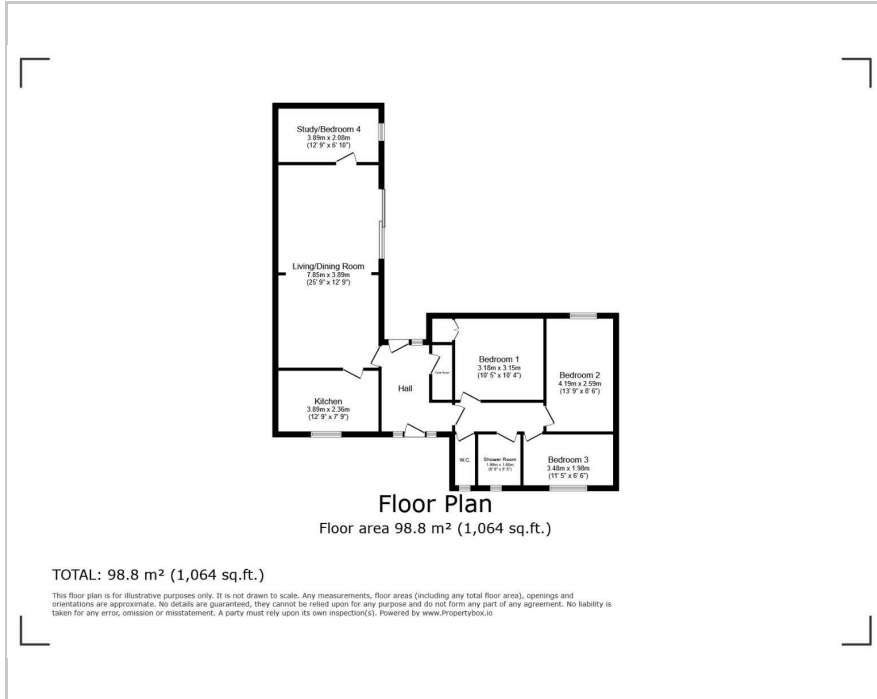 Study/Bedroom 4
3.89m x 2.08m
(12' 9" x 6' 10")
Living/Dining Room
7.85m x 3.89m
(25' 9" x 12' 9")
Kitchen
3.89m x 2.36m
(12' 9" x 7' 9")
Hall
Bedroom 1
3.18m x 3.15m
(10' 5" x 10' 4")
Bedroom 2
4.19m x 2.59m
(13' 9" x 8' 6")
W.C.
Shower Room
Bedroom 3
3.48m x 1.98m
(11' 5" x 6' 6")
Floor Plan
Floor area 98.8 m² (1,064 sq.ft.)
TOTAL: 98.8 m² (1,064 sq.ft.)
This floor plan is for illustrative purposes only. It is not drawn to scale. Any measurements, floor areas (including any total floor area), openings and
orientations are approximate. No details are guaranteed, they cannot be relied upon for any purpose and do not form any part of any agreement. No liability is
taken for any error, omission or misstatement. A party must rely upon its own inspection(s). Powered by www.Propertybox.io